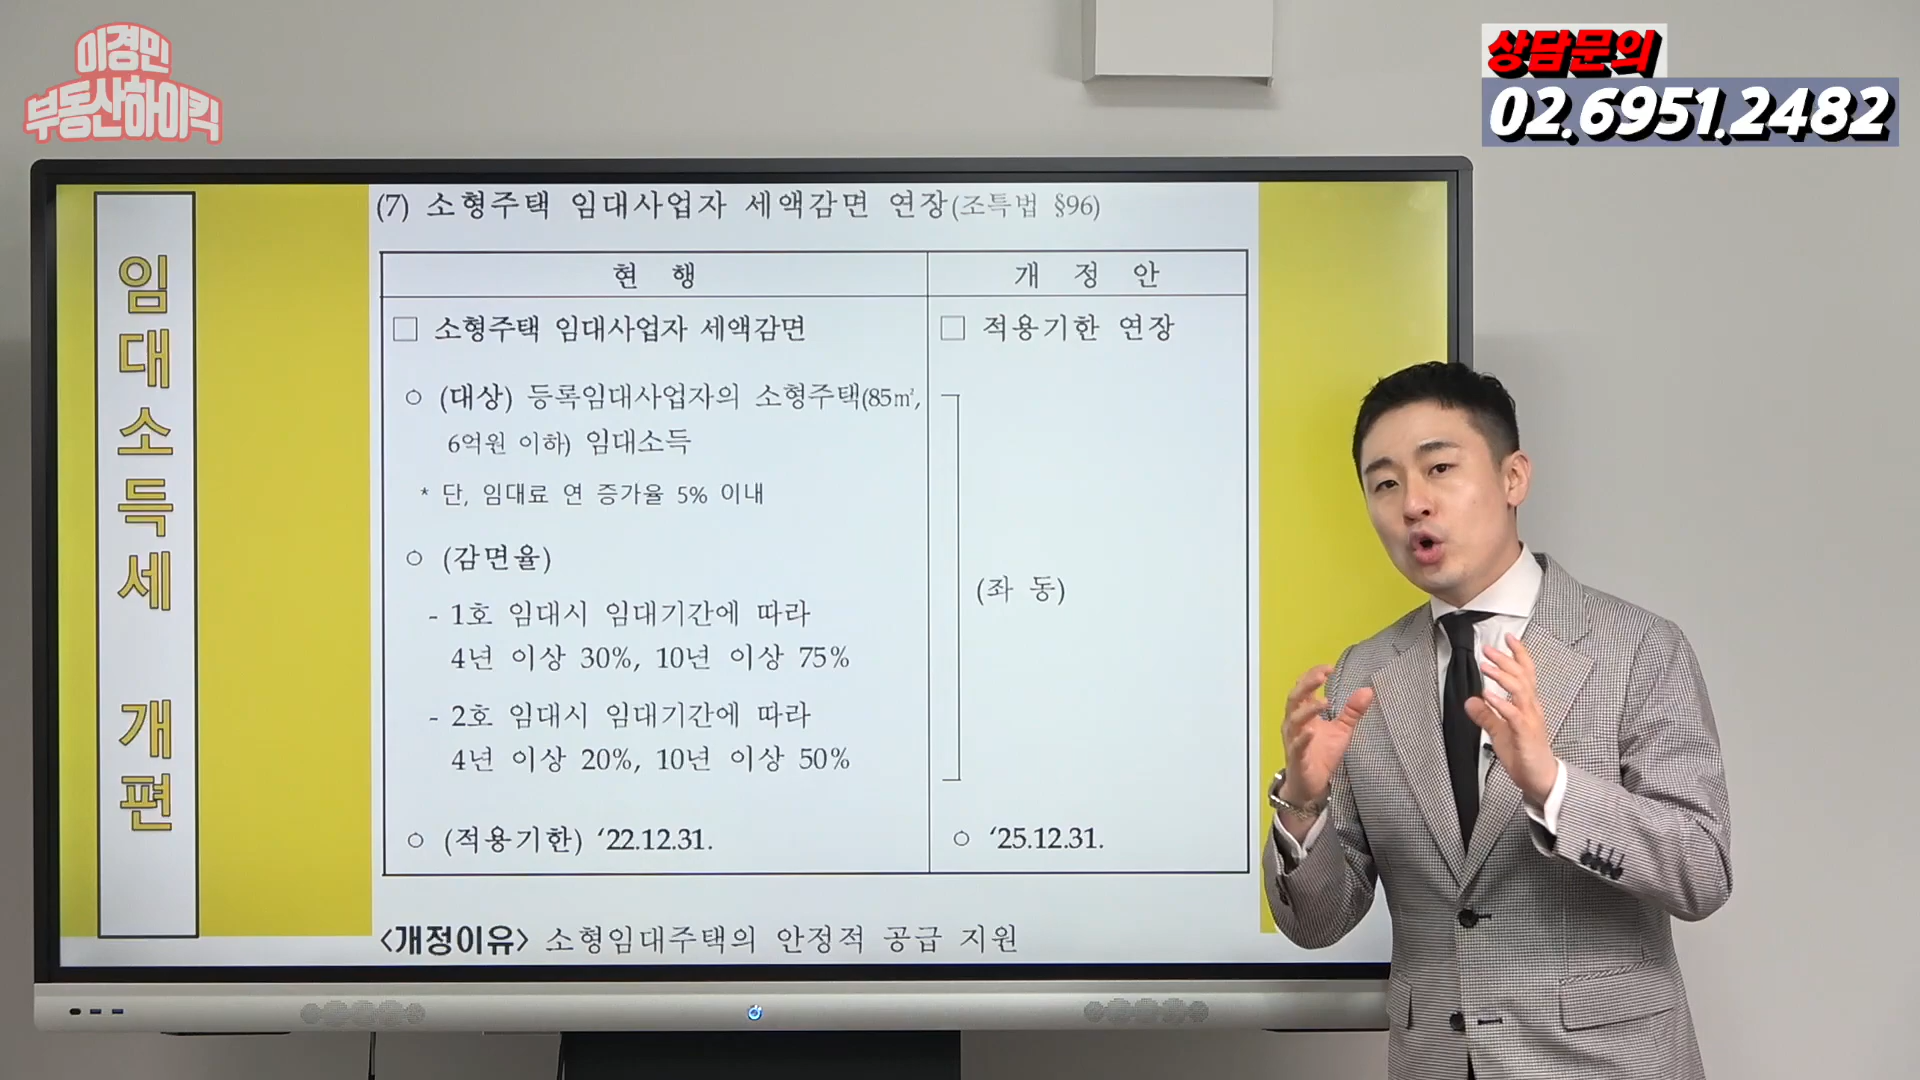 이경민
부동산하이킥
상담문의
02.6951.2482
임대소득세 개편
(7) 소형주택 임대사업자 세액감면 연장(조특법 §96)
현 행
개 정 안
□ 소형주택 임대사업자 세액감면
□ 적용기한 연장
○ (대상) 등록임대사업자의 소형주택(85㎡,
6억원 이하) 임대소득
* 단, 임대료 연 증가율 5% 이내
○ (감면율)
- 1호 임대시 임대기간에 따라
4년 이상 30%, 10년 이상 75%
- 2호 임대시 임대기간에 따라
4년 이상 20%, 10년 이상 50%
(좌 동)
○ (적용기한) ‘22.12.31.
○ ‘25.12.31.
<개정이유> 소형임대주택의 안정적 공급 지원